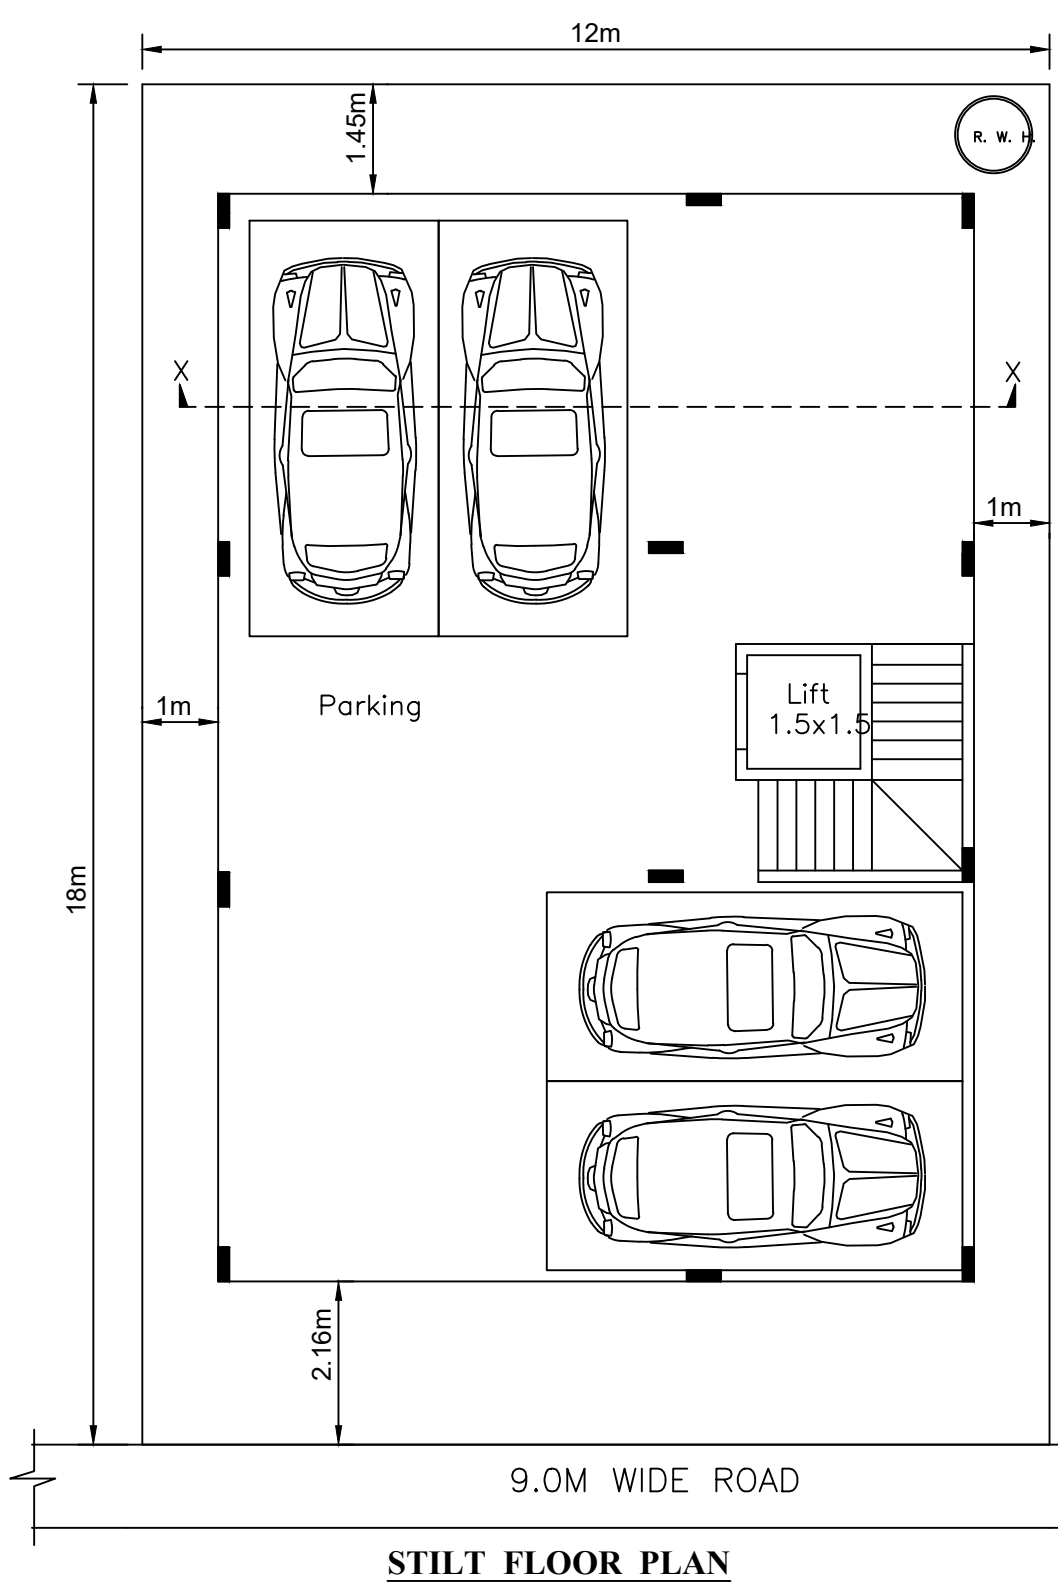 12m
1.45m
R. W. H.
X
X
1m
Lift
1.5x1.5
1m
Parking
18m
2.16m
9.0M WIDE ROAD
STILT FLOOR PLAN